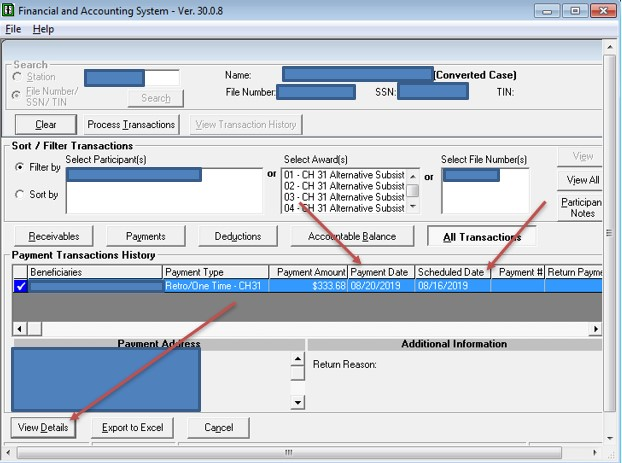 Financial and Accounting System - Ver. 30.0.8
File Help
Search
Station
File Number/
SSN/ TIN
Search
Name: (Converted Case)
File Number: SSN: TIN:
Clear Process Transactions View Transaction History
Sort / Filter Transactions
Filter by
Sort by
Select Participant(s)
or
Select Award(s)
01 - CH 31 Alternative Subsist
02 - CH 31 Alternative Subsist
03 - CH 31 Alternative Subsist
04 - CH 31 Alternative Subsist
or
Select File Number(s)
View
View All
Participan
Notes
Receivables Payments Deductions Accountable Balance All Transactions
Payment Transactions History
Beneficiaries Payment Type Payment Amount Payment Date Scheduled Date Payment # Return Payme
Retro/One Time - CH31 $333.68 08/20/2019 08/16/2019
Payment Address Additional Information
Return Reason:
View Details Export to Excel Cancel